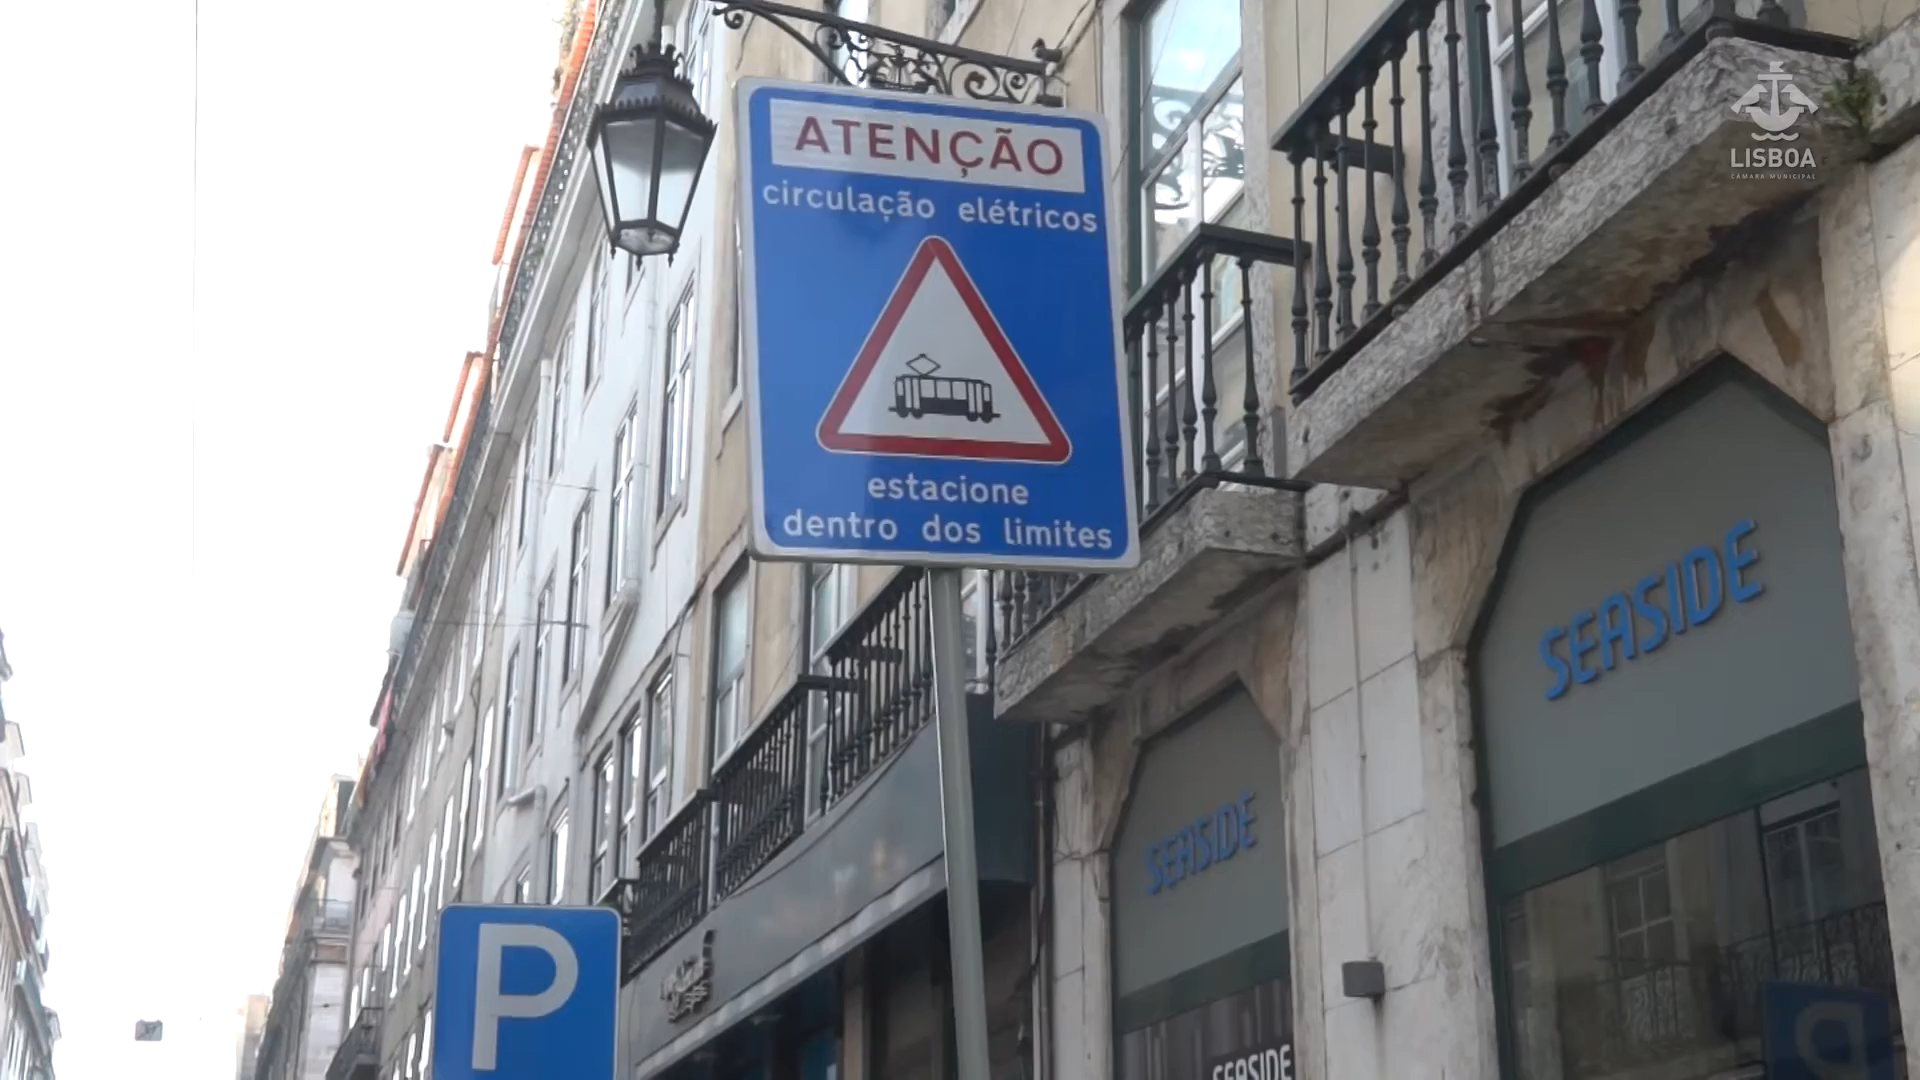 ATENÇÃO
circulação elétricos
estacione
dentro dos limites
P
SEASIDE
SEASIDE
SEASIDE
LISBOA
CÂMARA MUNICIPAL